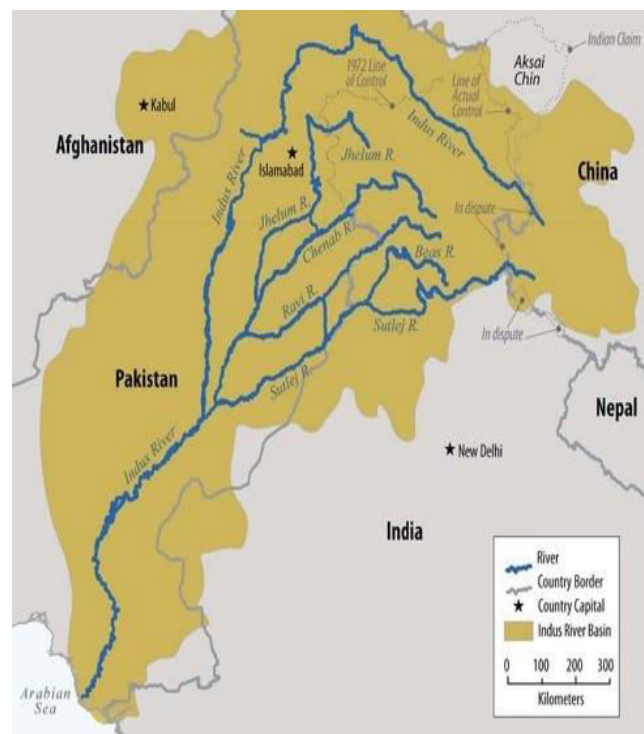 Indian Claim
Aksai
Chin
1972 Line
of Control
Line of
Actual
Control
Kabul
Afghanistan
Islamabad
Indus River
Indus River
Jhelum R.
China
Jhelum R.
In dispute
Chenab R.
Beas R.
Ravi R.
Sutlej R.
In dispute
Pakistan
Sutlej R.
Nepal
Indus River
New Delhi
India
River
Country Border
Country Capital
Indus River Basin
0 100 200 300
Kilometers
Arabian
Sea